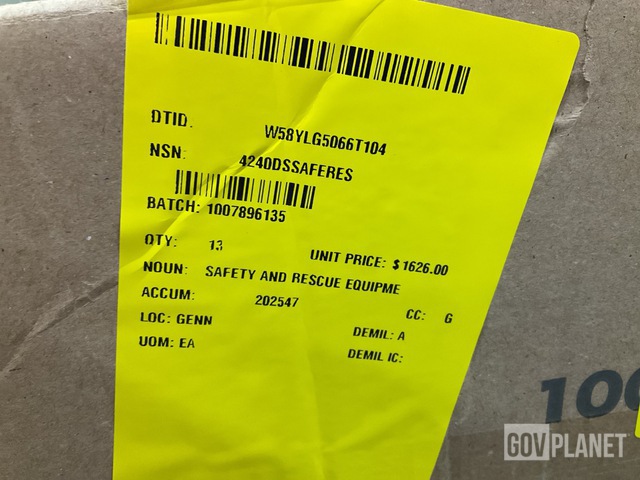 DTID: W58YLG5066T104
NSN: 4240DSSAFERES
BATCH: 1007896135
QTY: 13 UNIT PRICE: $1626.00
NOUN: SAFETY AND RESCUE EQUIPME
ACCUM: 202547 CC: G
LOC: GENN DEMIL: A
UOM: EA DEMIL IC:
GOVPLANET